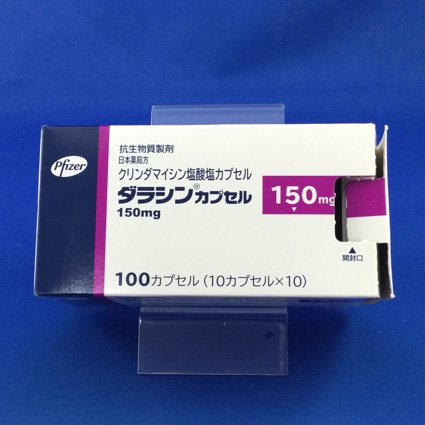 Pfizer
抗生物質製剤
日本薬局方
クリンダマイシン塩酸塩カプセル
ダラシン®カプセル
150mg
150mg
100カプセル（10カプセル×10）
▲
開封口